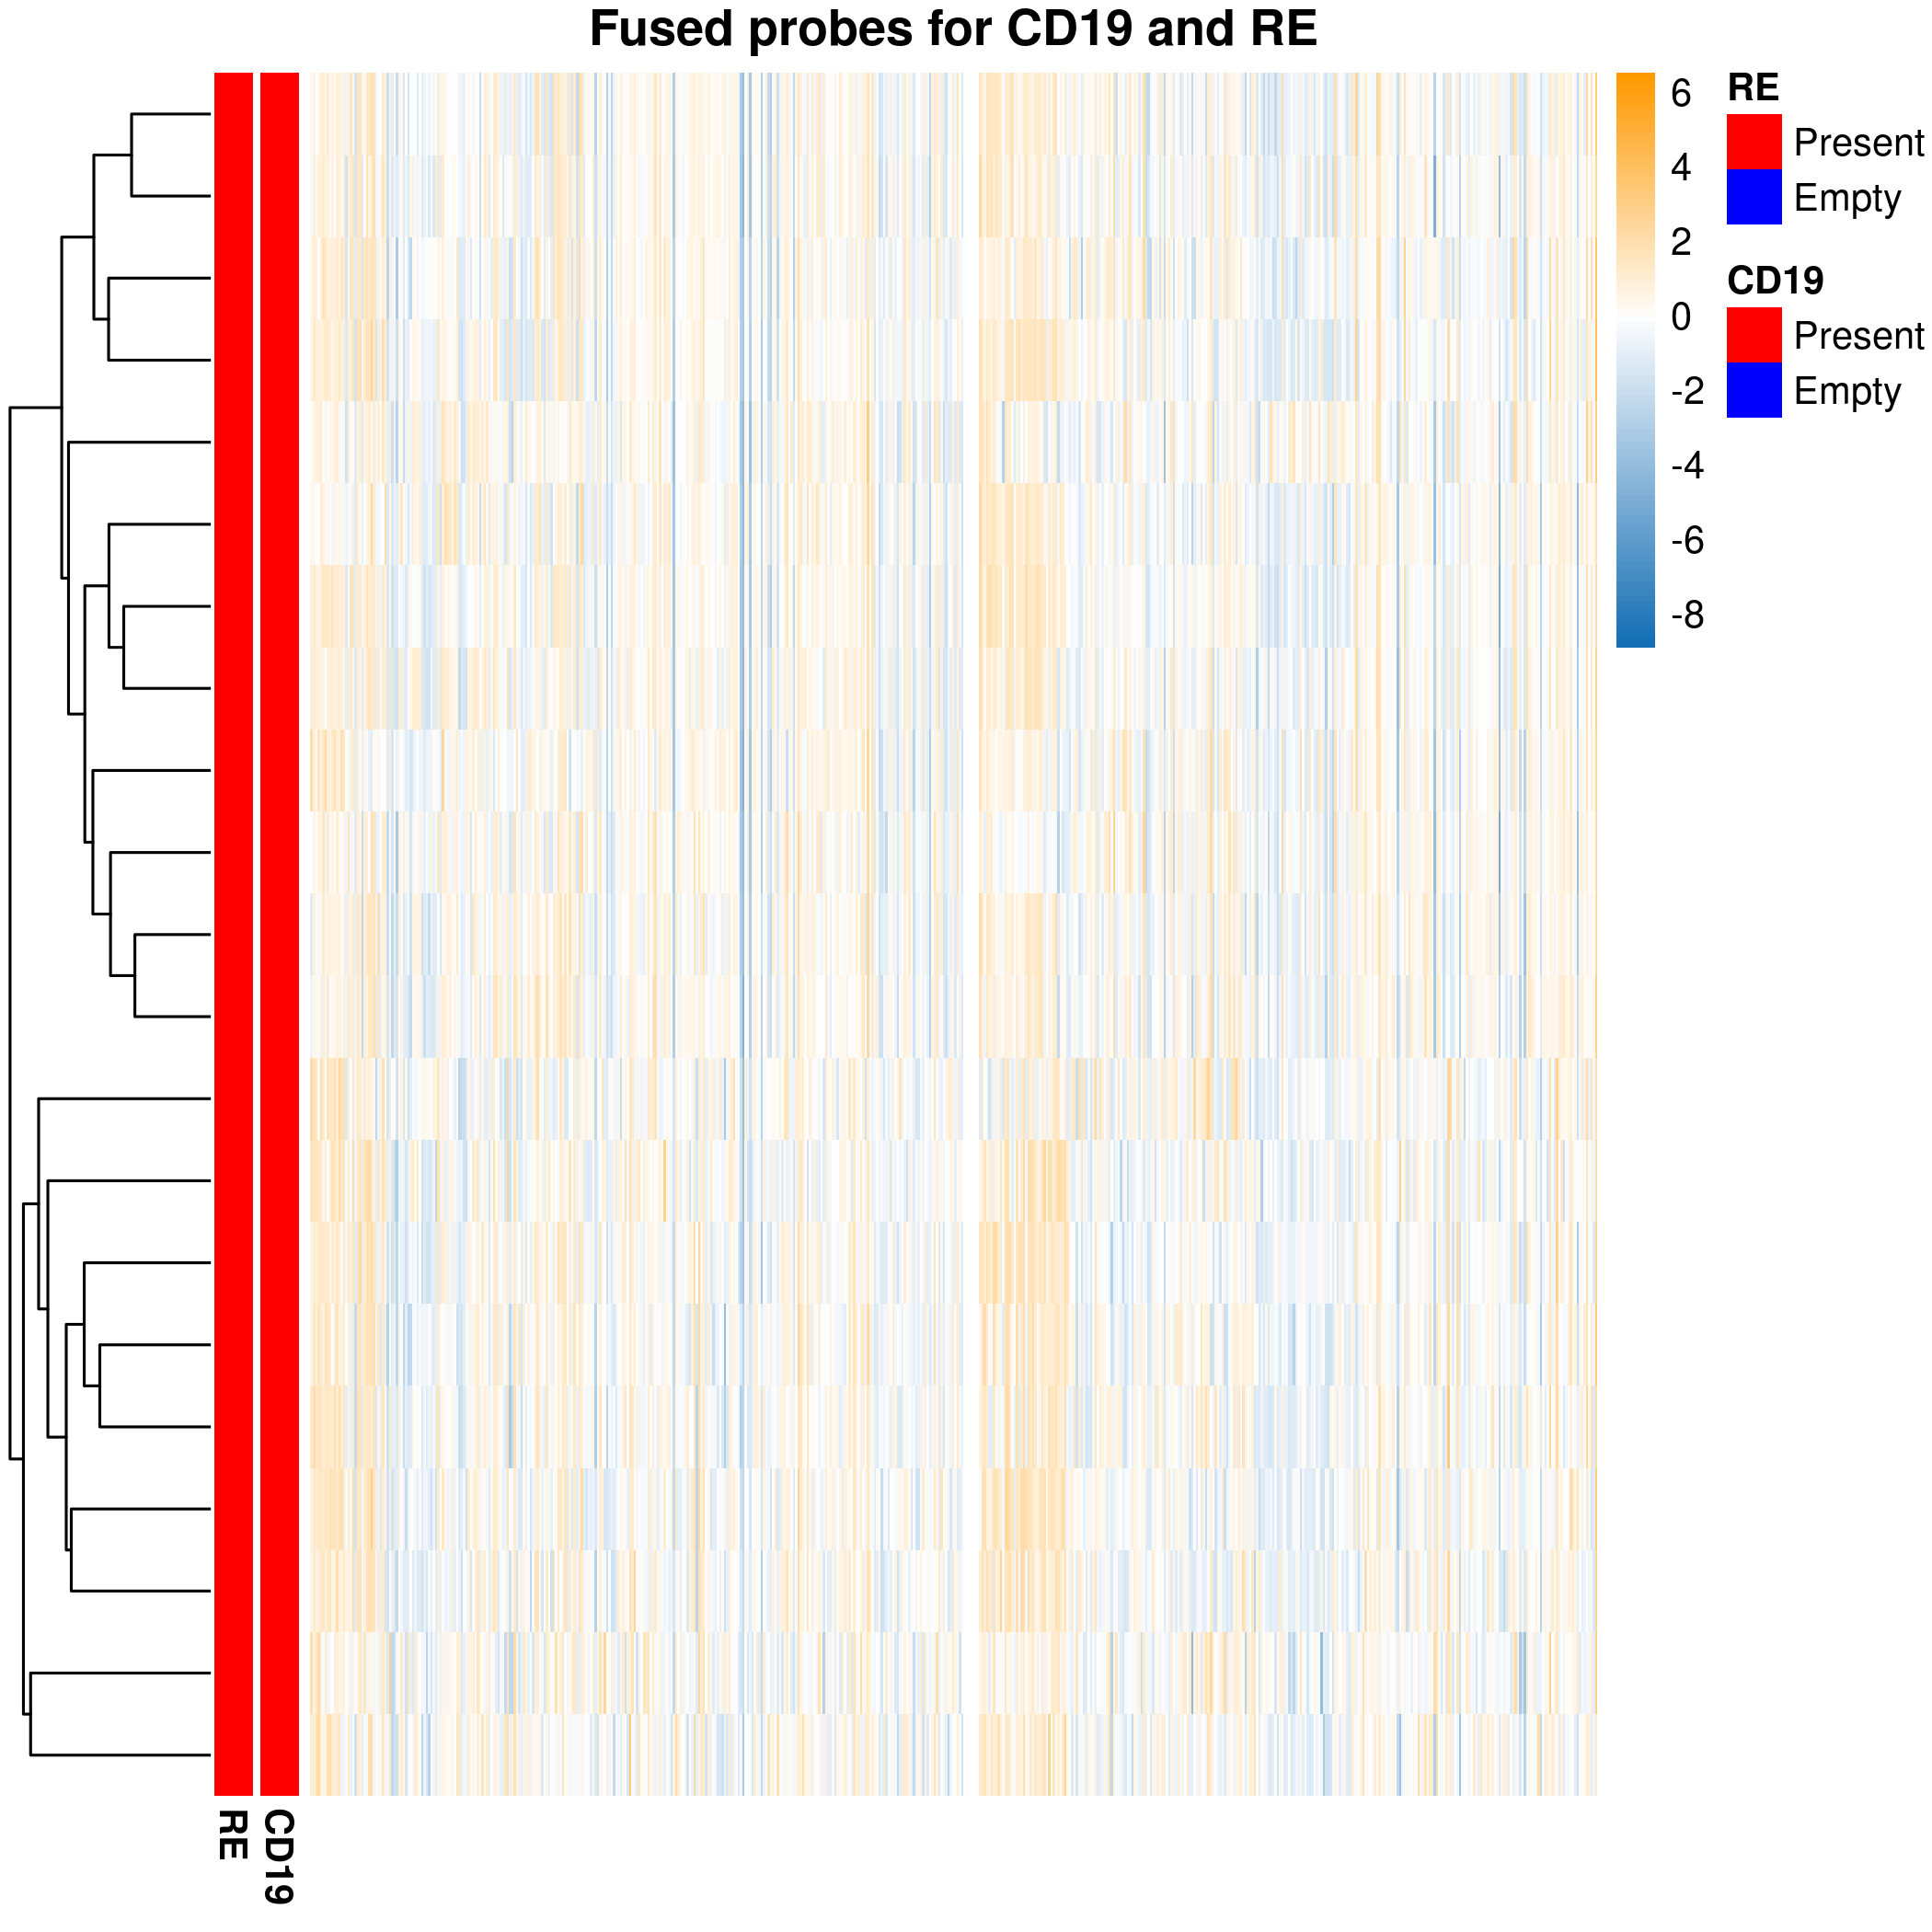 Fused probes for CD19 and RE
6
4
2
0
-2
-4
-6
-8
RE
Present
Empty
CD19
Present
Empty
RE
CD19